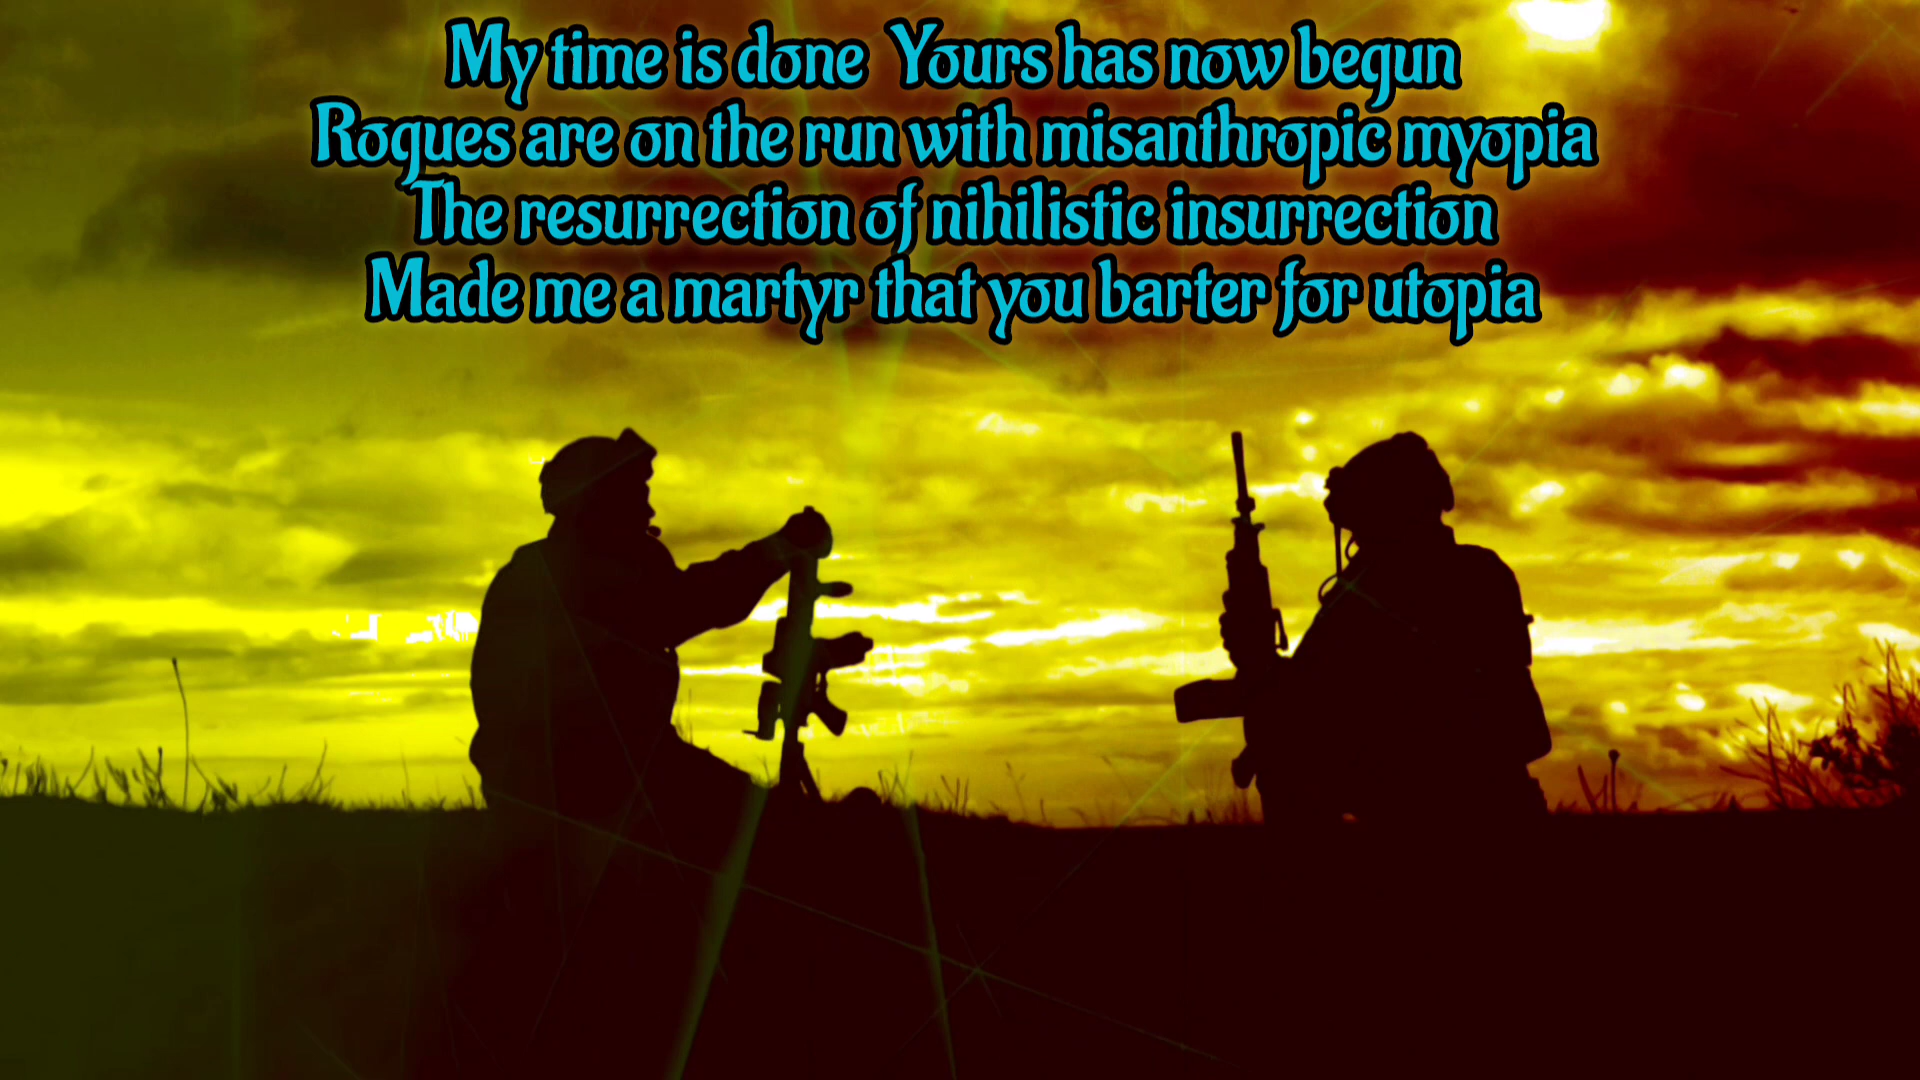 My time is done  Yours has now begun
Rogues are on the run with misanthropic myopia
The resurrection of nihilistic insurrection
Made me a martyr that you barter for utopia